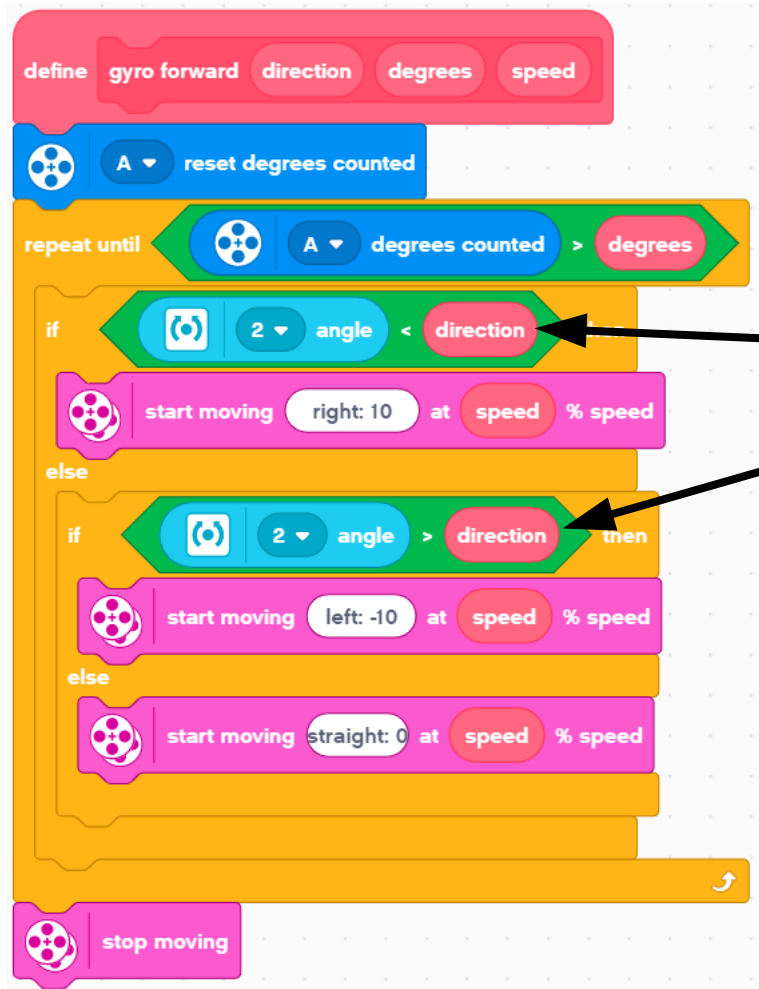 define gyro forward direction degrees speed
A reset degrees counted
repeat until A degrees counted > degrees
if 2 angle < direction then
start moving right: 10 at speed % speed
else
if 2 angle > direction then
start moving left: -10 at speed % speed
else
start moving straight: 0 at speed % speed
stop moving